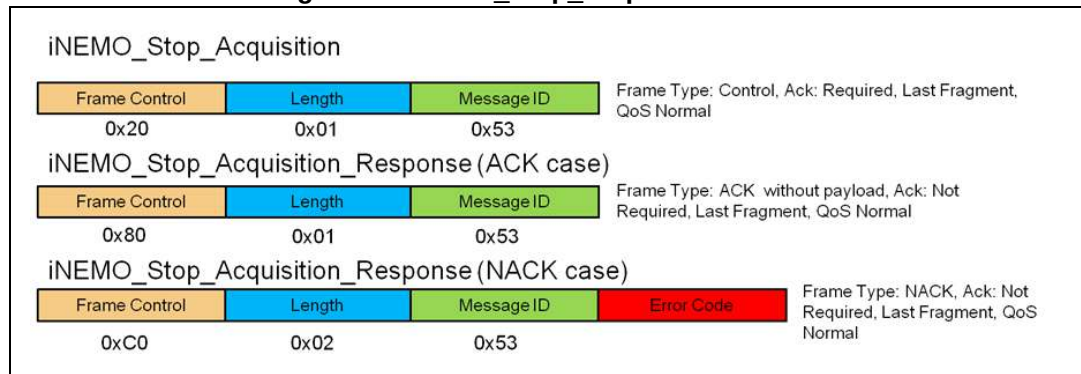 iNEMO_Stop_Acquisition
Frame Control Length Message ID
Frame Type: Control, Ack: Required, Last Fragment,
QoS Normal
0x20 0x01 0x53
iNEMO_Stop_Acquisition_Response (ACK case)
Frame Control Length Message ID
Frame Type: ACK without payload, Ack: Not
Required, Last Fragment, QoS Normal
0x80 0x01 0x53
iNEMO_Stop_Acquisition_Response (NACK case)
Frame Control Length Message ID Error Code
Frame Type: NACK, Ack: Not
Required, Last Fragment, QoS
Normal
0xC0 0x02 0x53